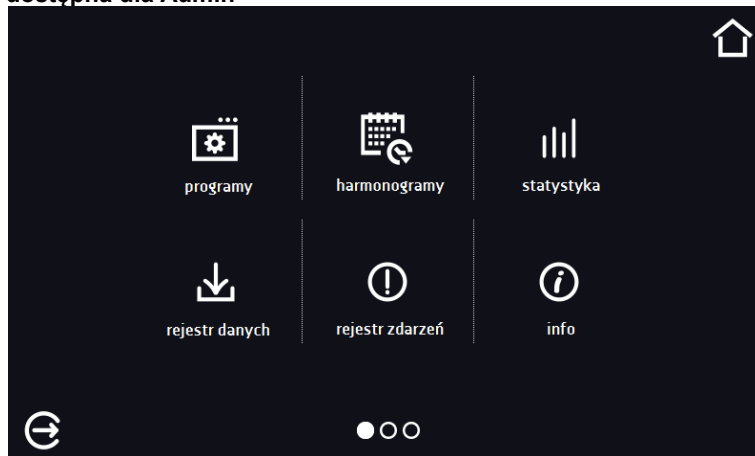 dostępna dla Admin
programy harmonogramy statystyka
rejestr danych rejestr zdarzeń info